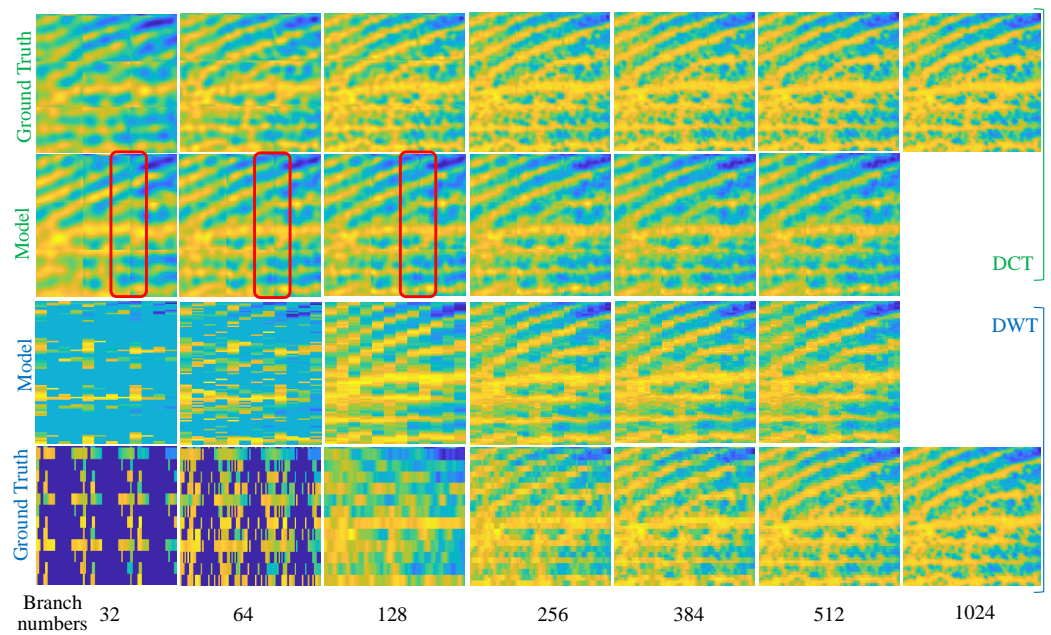 Ground Truth
Model
DCT
DWT
Model
Ground Truth
Branch
numbers 32 64 128 256 384 512 1024